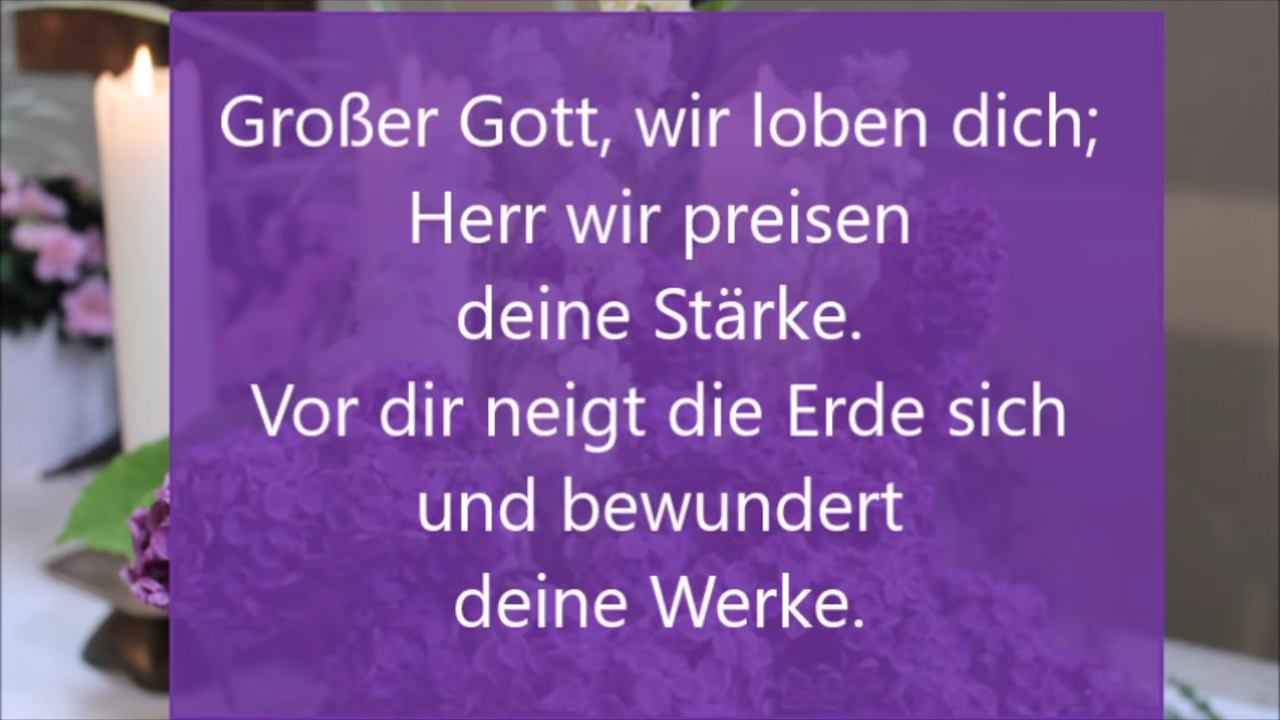 Großer Gott, wir loben dich;
Herr wir preisen
deine Stärke.
Vor dir neigt die Erde sich
und bewundert
deine Werke.